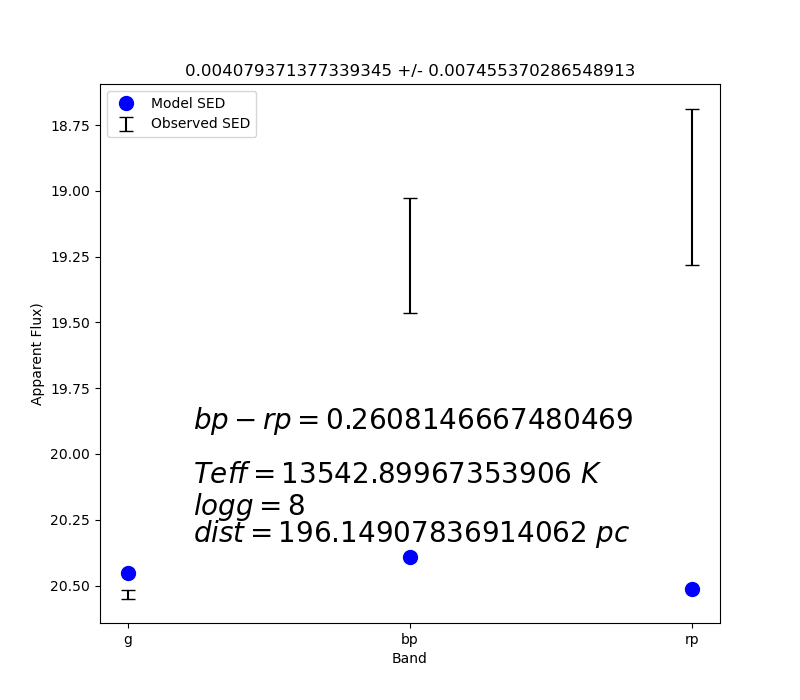 0.004079371377339345 +/- 0.0074553702865489​13
Model SED
Observed SED
18.75
19.00
19.25
19.50
19.75
20.00
20.25
20.50
Apparent Flux)
bp − rp = 0.2608146667480469
Teff = 13542.89967353906 K
logg = 8
dist = 196.14907836914062 pc
g
bp
rp
Band